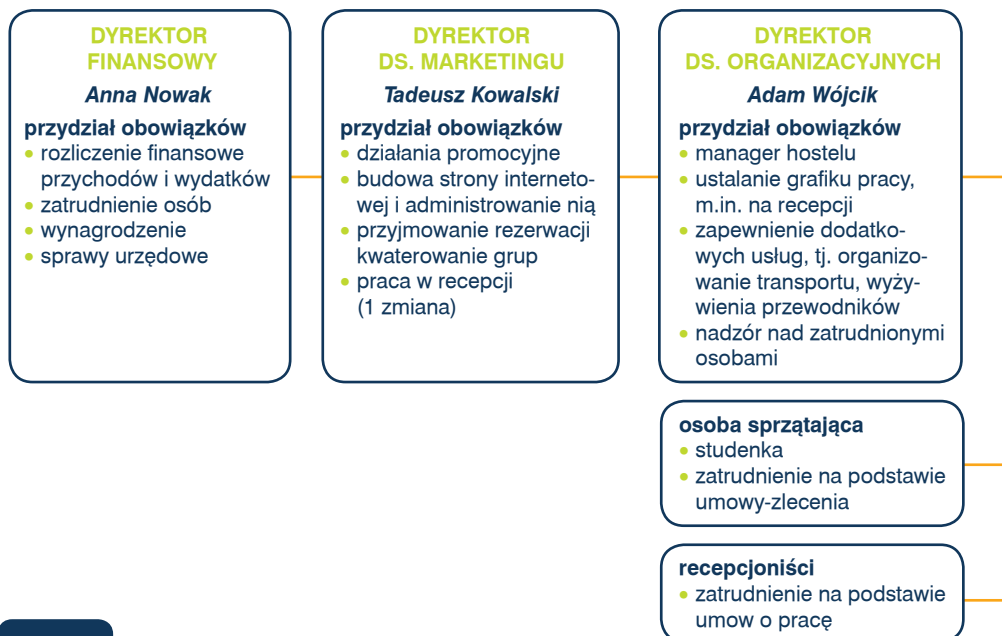 DYREKTOR
FINANSOWY
Anna Nowak
przydział obowiązków
• rozliczenie finansowe
przychodów i wydatków
• zatrudnienie osób
• wynagrodzenie
• sprawy urzędowe
DYREKTOR
DS. MARKETINGU
Tadeusz Kowalski
przydział obowiązków
• działania promocyjne
• budowa strony interneto-
wej i administrowanie nią
• przyjmowanie rezerwacji
kwaterowanie grup
• praca w recepcji
(1 zmiana)
DYREKTOR
DS. ORGANIZACYJNYCH
Adam Wójcik
przydział obowiązków
• manager hostelu
• ustalanie grafiku pracy,
m.in. na recepcji
• zapewnienie dodatko-
wych usług, tj. organizo-
wanie transportu, wyży-
wienia przewodników
• nadzór nad zatrudnionymi
osobami
osoba sprzątająca
• studenka
• zatrudnienie na podstawie
umowy-zlecenia
recepcjoniści
• zatrudnienie na podstawie
umow o pracę